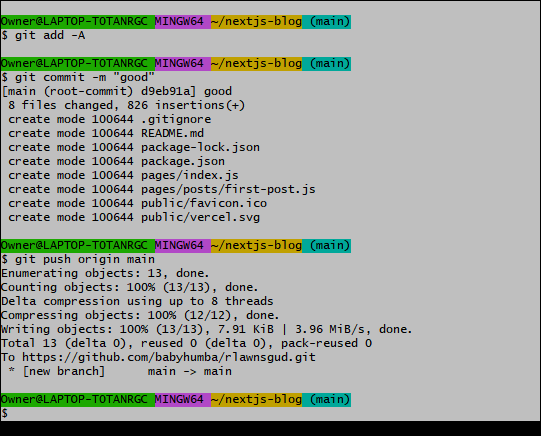 Owner@LAPTOP-TOTANRGC MINGW64 ~/nextjs-blog (main)
$ git add -A
Owner@LAPTOP-TOTANRGC MINGW64 ~/nextjs-blog (main)
$ git commit -m "good"
[main (root-commit) d9eb91a] good
 8 files changed, 826 insertions(+)
 create mode 100644 .gitignore
 create mode 100644 README.md
 create mode 100644 package-lock.json
 create mode 100644 package.json
 create mode 100644 pages/index.js
 create mode 100644 pages/posts/first-post.js
 create mode 100644 public/favicon.ico
 create mode 100644 public/vercel.svg
Owner@LAPTOP-TOTANRGC MINGW64 ~/nextjs-blog (main)
$ git push origin main
Enumerating objects: 13, done.
Counting objects: 100% (13/13), done.
Delta compression using up to 8 threads
Compressing objects: 100% (12/12), done.
Writing objects: 100% (13/13), 7.91 KiB | 3.96 MiB/s, done.
Total 13 (delta 0), reused 0 (delta 0), pack-reused 0
To https://github.com/babyhumba/rlawnsgud.git
 * [new branch]      main -> main
Owner@LAPTOP-TOTANRGC MINGW64 ~/nextjs-blog (main)
$